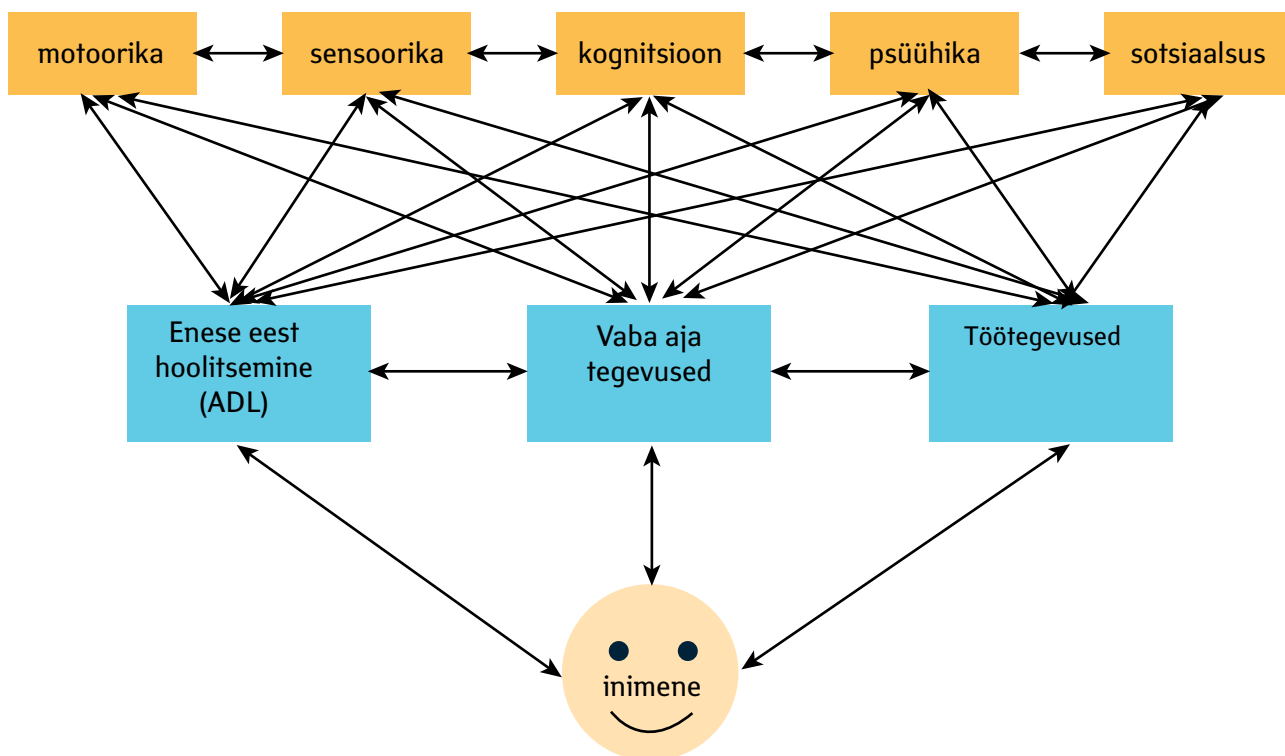 motoorika
sensoorika
kognitsioon
psüühika
sotsiaalsus
Enese eest
hoolitsemine
(ADL)
Vaba aja
tegevused
Töötegevused
inimene